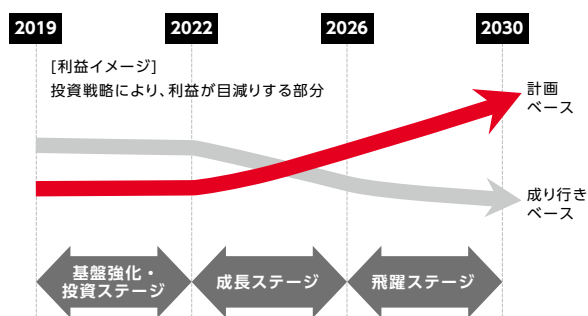 2019
2022
2026
2030
[利益イメージ]
投資戦略により、利益が目減りする部分
計画
ベース
成り行き
ベース
基盤強化・
投資ステージ
成長ステージ
飛躍ステージ